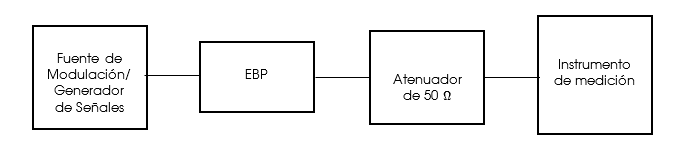 Fuente de
Modulación/
Generador
de Señales
EBP
Atenuador
de 50 Ω
Instrumento
de medición